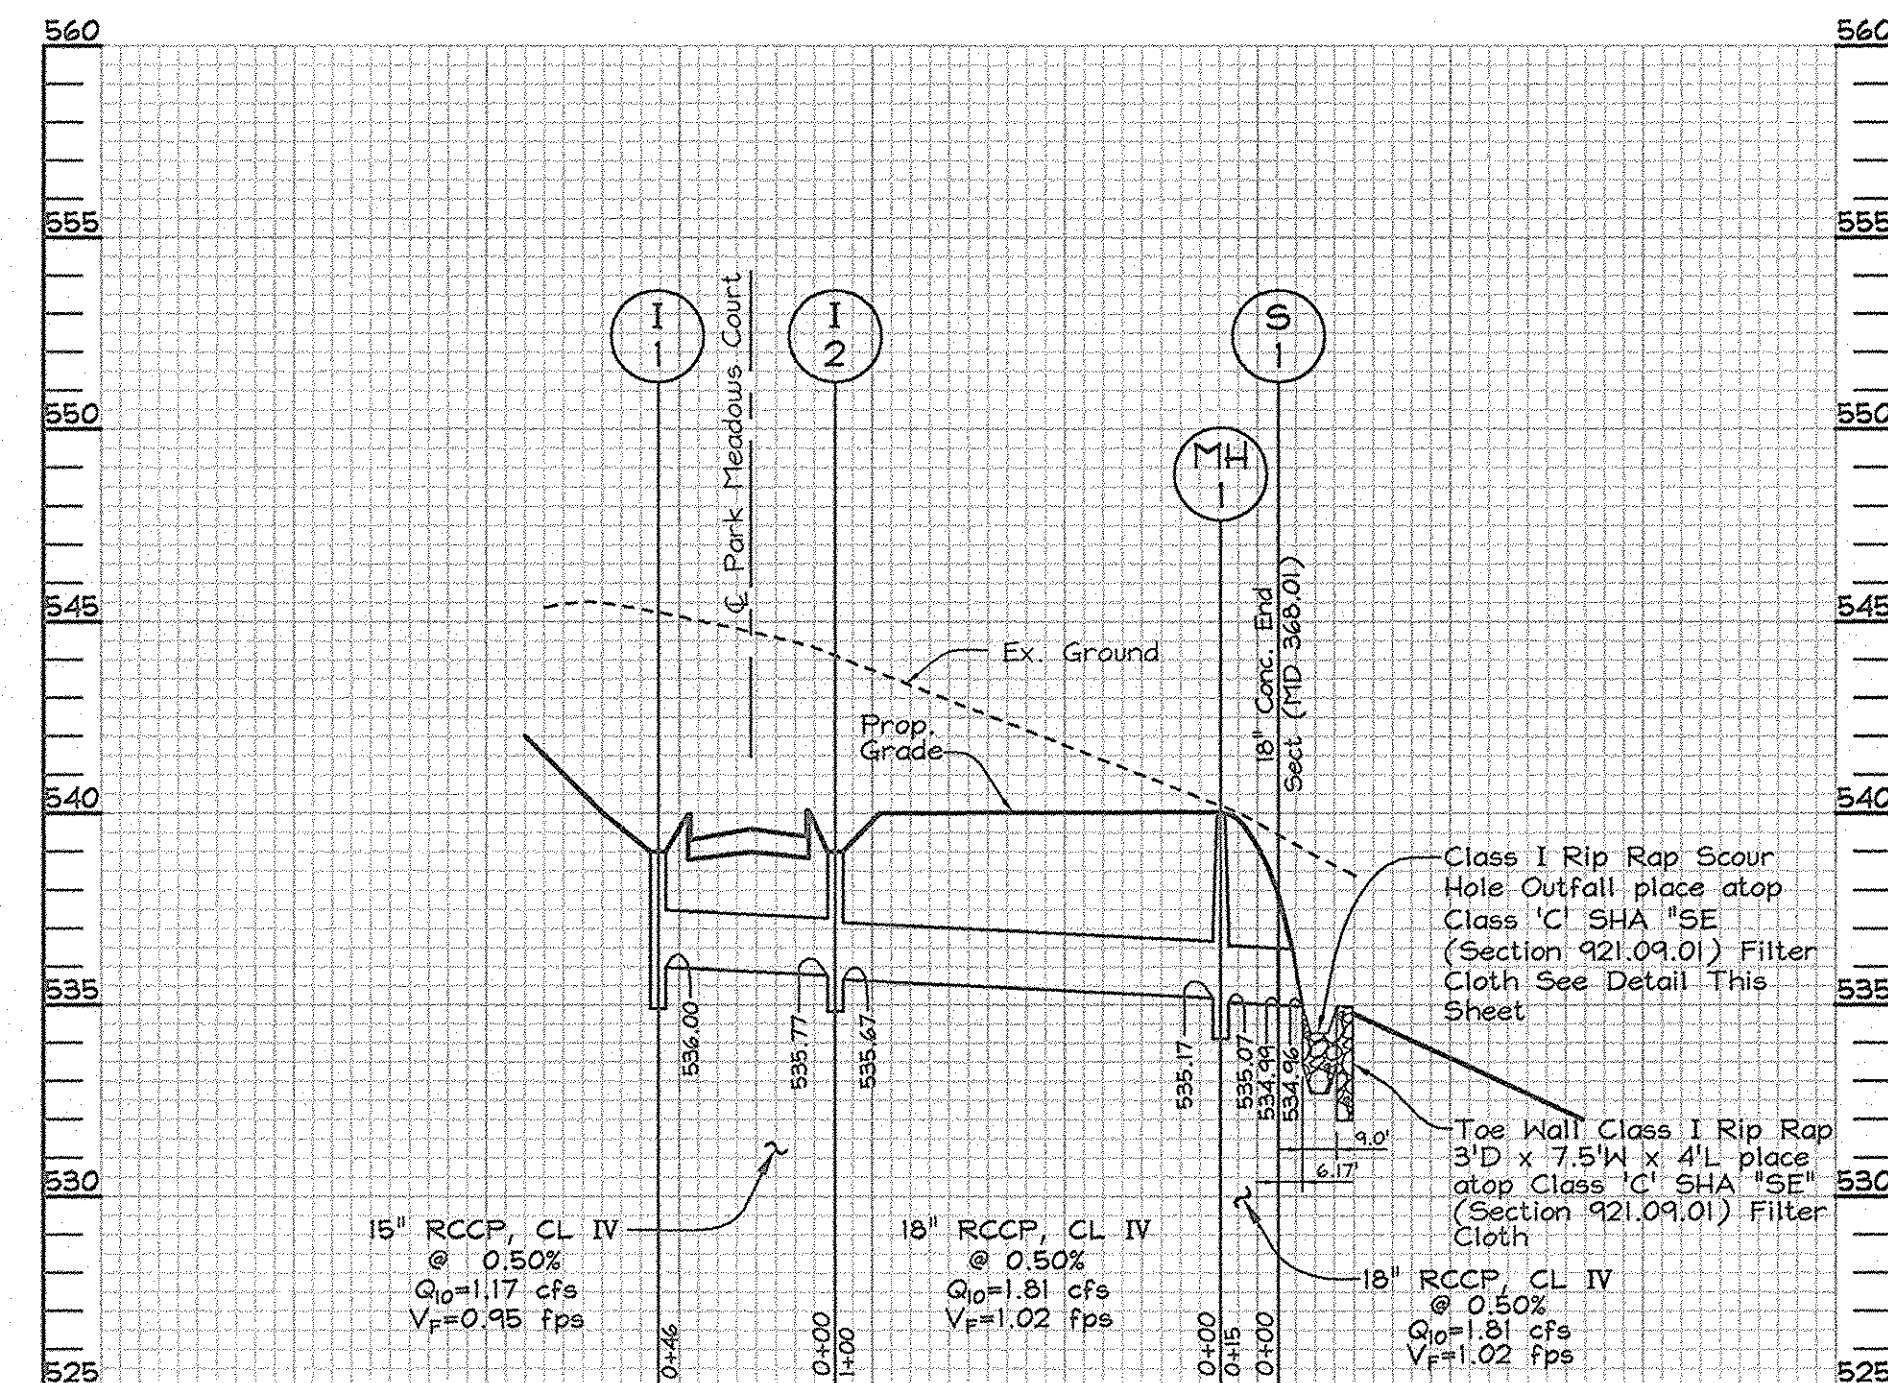 560
560
555
555
550
550
545
545
540
540
535
535
530
530
525
525
I
1
I
2
S
1
MH
1
℄ Park Meadows Court
18" Conc. End
Sect (MD 368.01)
Ex. Ground
Prop.
Grade
Class I Rip Rap Scour
Hole Outfall place atop
Class 'C' SHA "SE
(Section 921.09.01) Filter
Cloth See Detail This
Sheet
536.00
535.77
535.67
535.17
535.07
534.99
534.96
9.0'
6.17'
Toe Wall Class I Rip Rap
3'D x 7.5'W x 4'L place
atop Class 'C' SHA "SE"
(Section 921.09.01) Filter
Cloth
15" RCCP, CL IV
@ 0.50%
Q10=1.17 cfs
VF=0.95 fps
18" RCCP, CL IV
@ 0.50%
Q10=1.81 cfs
VF=1.02 fps
18" RCCP, CL IV
@ 0.50%
Q10=1.81 cfs
VF=1.02 fps
0+46
0+00
1+00
0+00
0+15
0+00